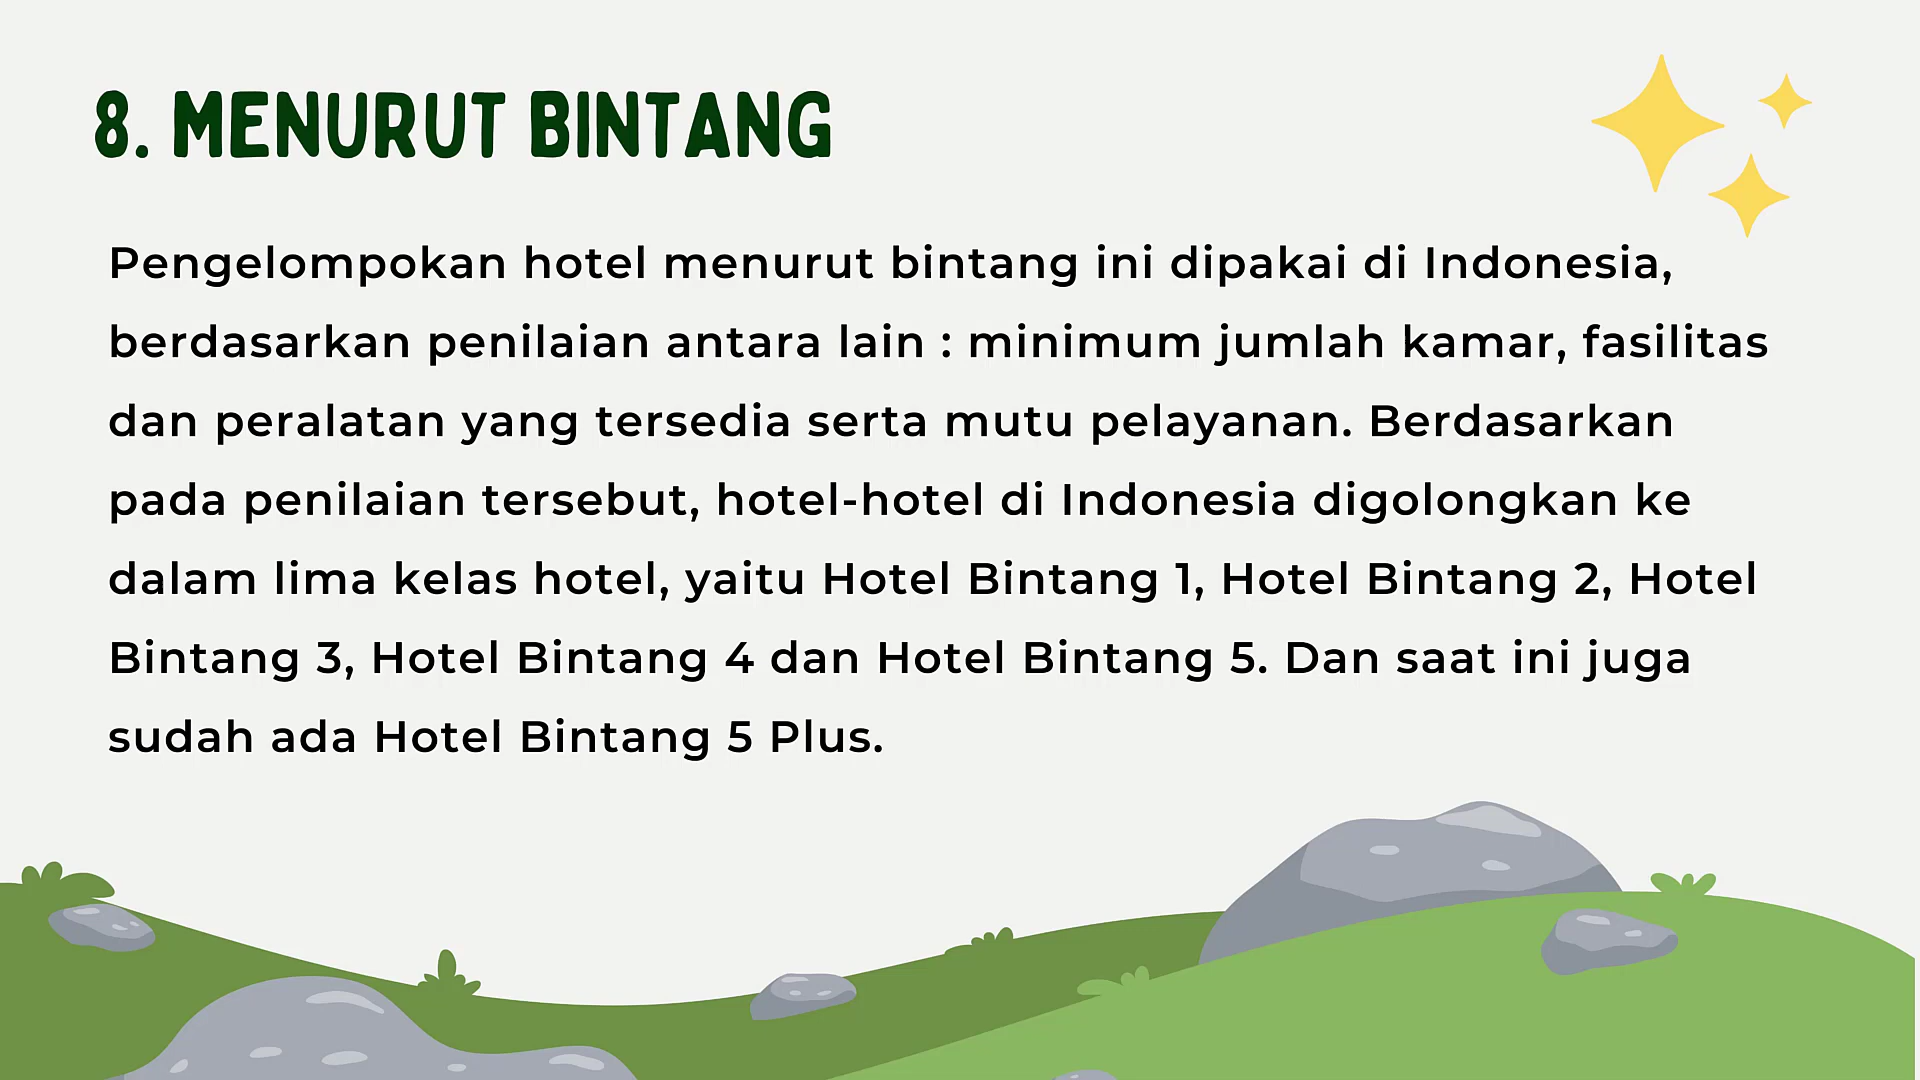 8. MENURUT BINTANG
Pengelompokan hotel menurut bintang ini dipakai di Indonesia,
berdasarkan penilaian antara lain : minimum jumlah kamar, fasilitas
dan peralatan yang tersedia serta mutu pelayanan. Berdasarkan
pada penilaian tersebut, hotel-hotel di Indonesia digolongkan ke
dalam lima kelas hotel, yaitu Hotel Bintang 1, Hotel Bintang 2, Hotel
Bintang 3, Hotel Bintang 4 dan Hotel Bintang 5. Dan saat ini juga
sudah ada Hotel Bintang 5 Plus.